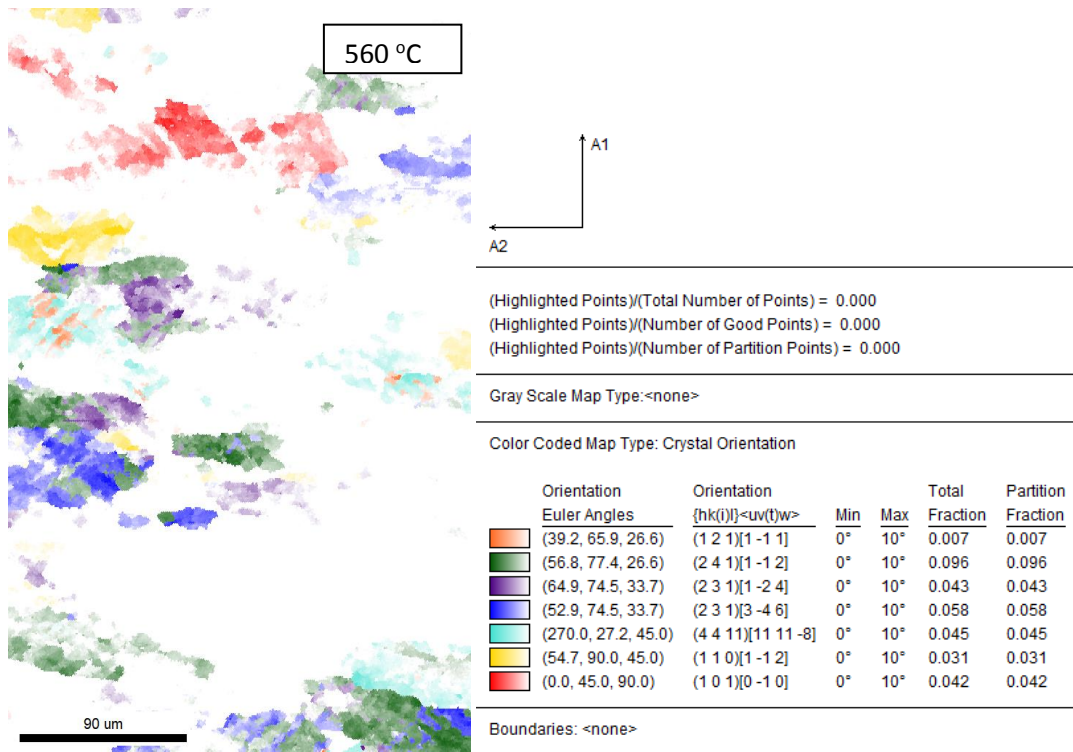 560 °C
A1
A2
(Highlighted Points)/(Total Number of Points) = 0.000
(Highlighted Points)/(Number of Good Points) = 0.000
(Highlighted Points)/(Number of Partition Points) = 0.000
Gray Scale Map Type:<none>
Color Coded Map Type: Crystal Orientation
Orientation Orientation Total Partition
Euler Angles {hk(i)l}<uv(t)w> Min Max Fraction Fraction
(39.2, 65.9, 26.6) (1 2 1)[1 -1 1] 0° 10° 0.007 0.007
(56.8, 77.4, 26.6) (2 4 1)[1 -1 2] 0° 10° 0.096 0.096
(64.9, 74.5, 33.7) (2 3 1)[1 -2 4] 0° 10° 0.043 0.043
(52.9, 74.5, 33.7) (2 3 1)[3 -4 6] 0° 10° 0.058 0.058
(270.0, 27.2, 45.0) (4 4 11)[11 11 -8] 0° 10° 0.045 0.045
(54.7, 90.0, 45.0) (1 1 0)[1 -1 2] 0° 10° 0.031 0.031
(0.0, 45.0, 90.0) (1 0 1)[0 -1 0] 0° 10° 0.042 0.042
Boundaries: <none>
90 um